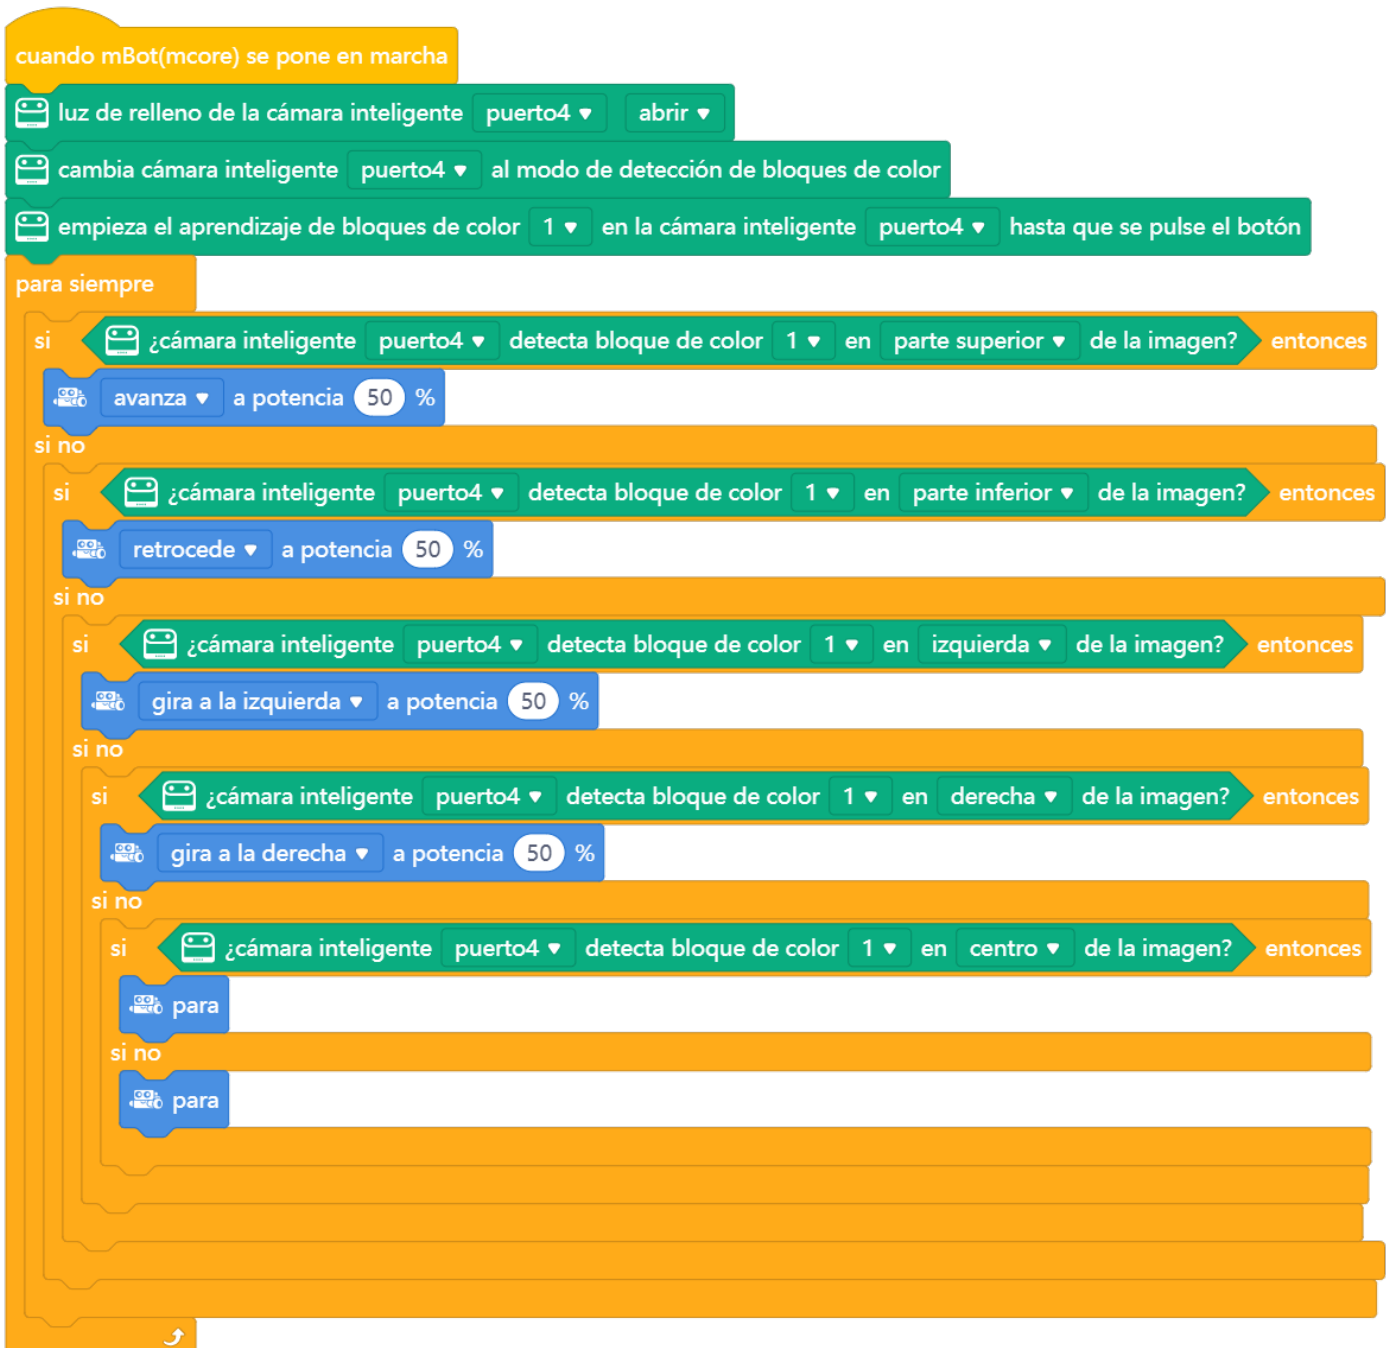 cuando mBot(mcore) se pone en marcha
luz de relleno de la cámara inteligente puerto4 abrir
cambia cámara inteligente puerto4 al modo de detección de bloques de color
empieza el aprendizaje de bloques de color 1 en la cámara inteligente puerto4 hasta que se pulse el botón
para siempre
si ¿cámara inteligente puerto4 detecta bloque de color 1 en parte superior de la imagen? entonces
avanza a potencia 50 %
si no
si ¿cámara inteligente puerto4 detecta bloque de color 1 en parte inferior de la imagen? entonces
retrocede a potencia 50 %
si no
si ¿cámara inteligente puerto4 detecta bloque de color 1 en izquierda de la imagen? entonces
gira a la izquierda a potencia 50 %
si no
si ¿cámara inteligente puerto4 detecta bloque de color 1 en derecha de la imagen? entonces
gira a la derecha a potencia 50 %
si no
si ¿cámara inteligente puerto4 detecta bloque de color 1 en centro de la imagen? entonces
para
si no
para